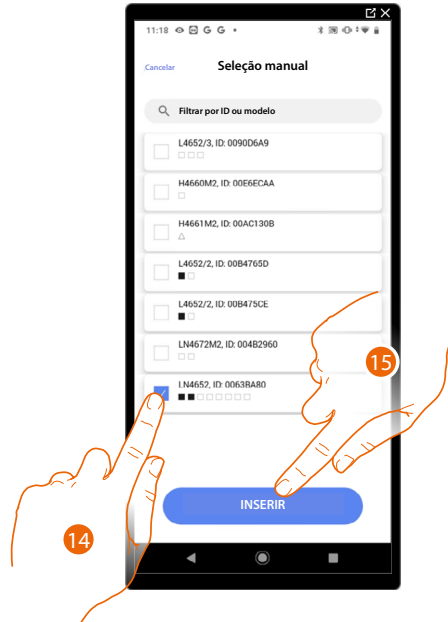 11:18 G G
Cancelar Seleção manual
Filtrar por ID ou modelo
L4652/3, ID: 0090D6A9
H4660M2, ID: 00E6ECAA
H4661M2, ID: 00AC130B
L4652/2, ID: 00B4765D
L4652/2, ID: 00B475CE
LN4672M2, ID: 004B2960
LN4652, ID: 0063BA80
15
INSERIR
14